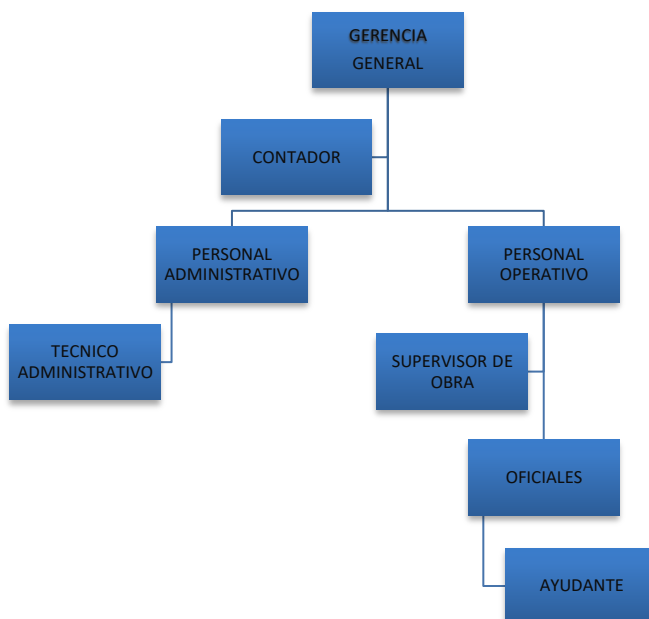 GERENCIA
GENERAL
CONTADOR
PERSONAL
ADMINISTRATIVO
PERSONAL
OPERATIVO
TECNICO
ADMINISTRATIVO
SUPERVISOR DE
OBRA
OFICIALES
AYUDANTE